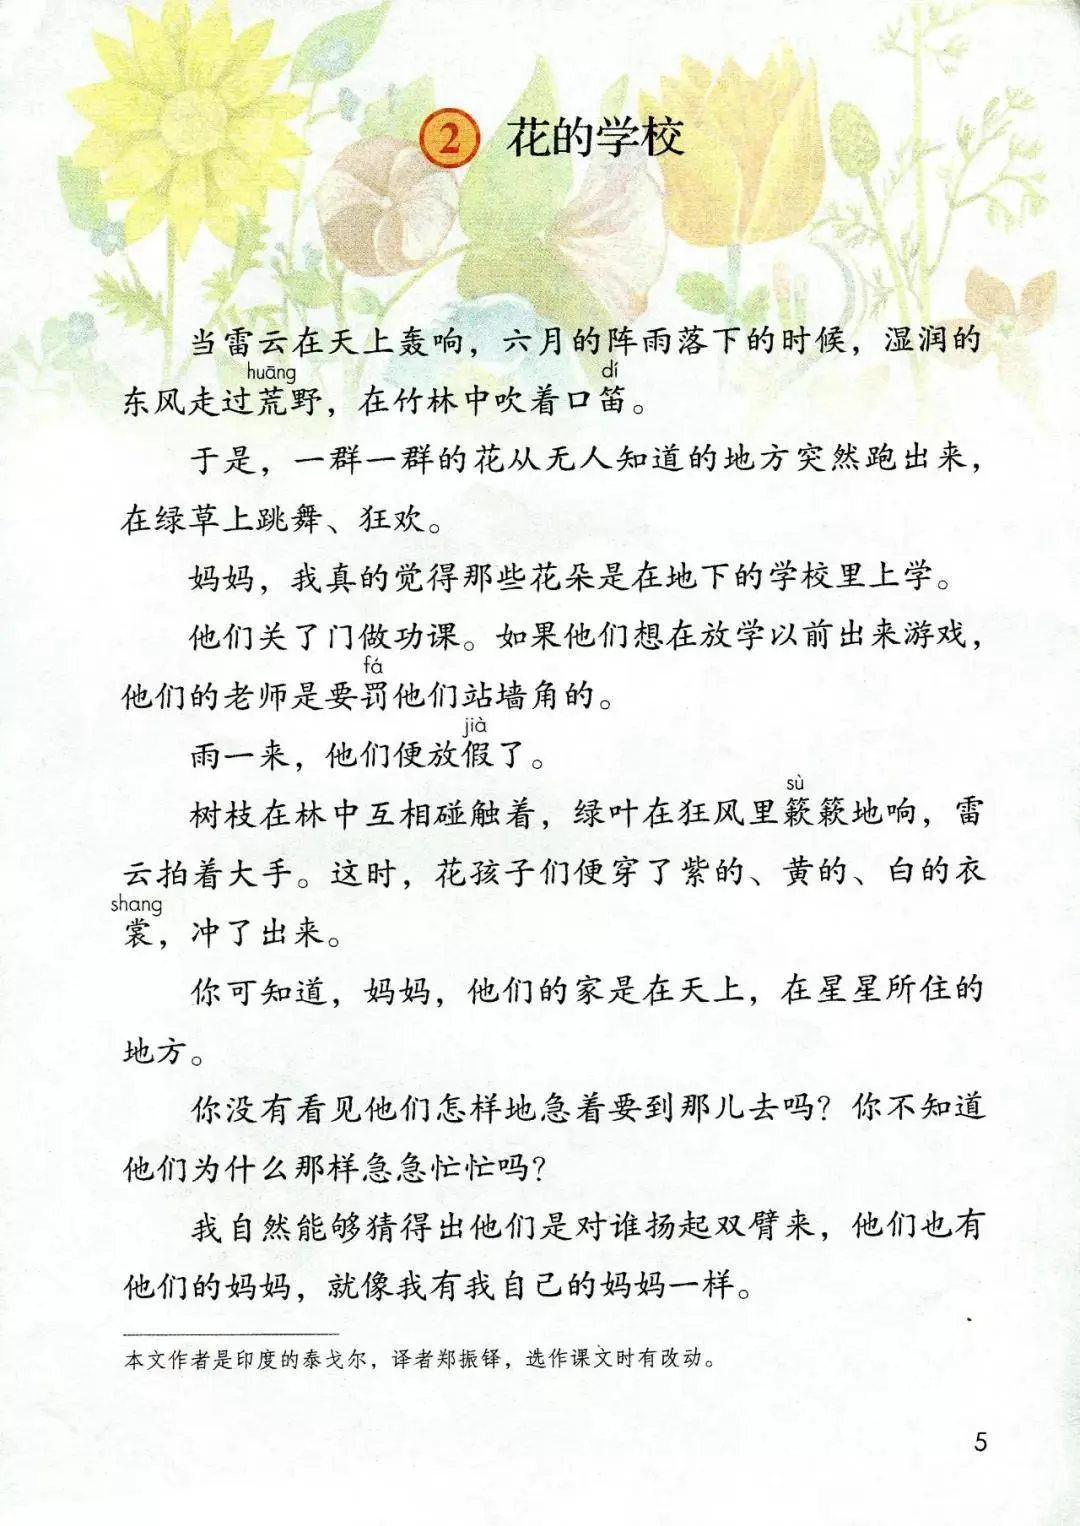 2 花的学校
当雷云在天上轰响，六月的阵雨落下的时候，湿润的
huāng dí
东风走过荒野，在竹林中吹着口笛。
于是，一群一群的花从无人知道的地方突然跑出来，
在绿草上跳舞、狂欢。
妈妈，我真的觉得那些花朵是在地下的学校里上学。
他们关了门做功课。如果他们想在放学以前出来游戏，
fá
他们的老师是要罚他们站墙角的。
jià
雨一来，他们便放假了。
sù
树枝在林中互相碰触着，绿叶在狂风里簌簌地响，雷
云拍着大手。这时，花孩子们便穿了紫的、黄的、白的衣
shang
裳，冲了出来。
你可知道，妈妈，他们的家是在天上，在星星所住的
地方。
你没有看见他们怎样地急着要到那儿去吗？你不知道
他们为什么那样急急忙忙吗？
我自然能够猜得出他们是对谁扬起双臂来，他们也有
他们的妈妈，就像我有我自己的妈妈一样。
本文作者是印度的泰戈尔，译者郑振铎，选作课文时有改动。
5